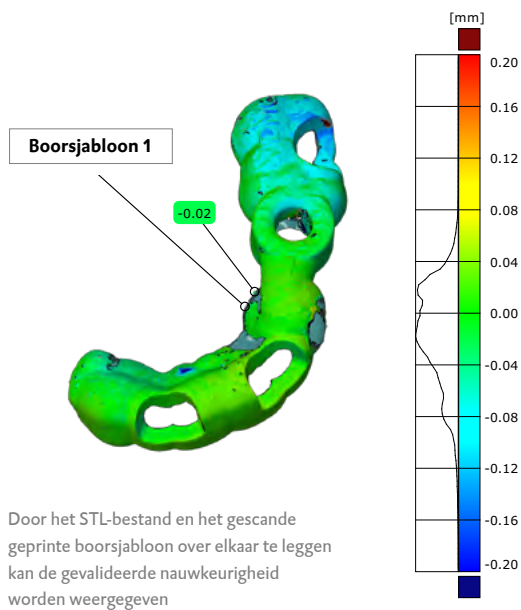 [mm]
0.20
0.16
0.12
0.08
0.04
0.00
-0.04
-0.08
-0.12
-0.16
-0.20
Boorsjabloon 1
-0.02
Door het STL-bestand en het gescande
geprinte boorsjabloon over elkaar te leggen
kan de gevalideerde nauwkeurigheid
worden weergegeven